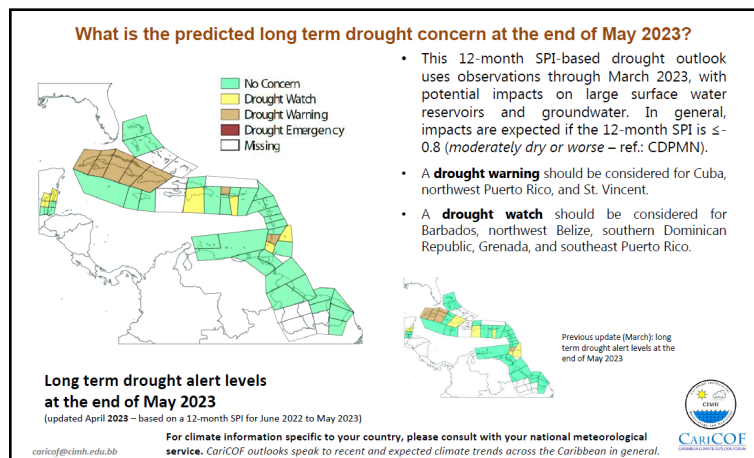 What is the predicted long term drought concern at the end of May 2023?
No Concern
Drought Watch
Drought Warning
Drought Emergency
Missing
• This 12-month SPI-based drought outlook
uses observations through March 2023, with
potential impacts on large surface water
reservoirs and groundwater. In general,
impacts are expected if the 12-month SPI is ≤-
0.8 (moderately dry or worse – ref.: CDPMN).
• A drought warning should be considered for Cuba,
northwest Puerto Rico, and St. Vincent.
• A drought watch should be considered for
Barbados, northwest Belize, southern Dominican
Republic, Grenada, and southeast Puerto Rico.
Previous update (March): long
term drought alert levels at the
end of May 2023
Long term drought alert levels
at the end of May 2023
(updated April 2023 – based on a 12-month SPI for June 2022 to May 2023)
For climate information specific to your country, please consult with your national meteorological
service. CariCOF outlooks speak to recent and expected climate trends across the Caribbean in general.
caricof@cimh.edu.bb
CIMH
CARICOF
CARIBBEAN CLIMATE OUTLOOK FORUM